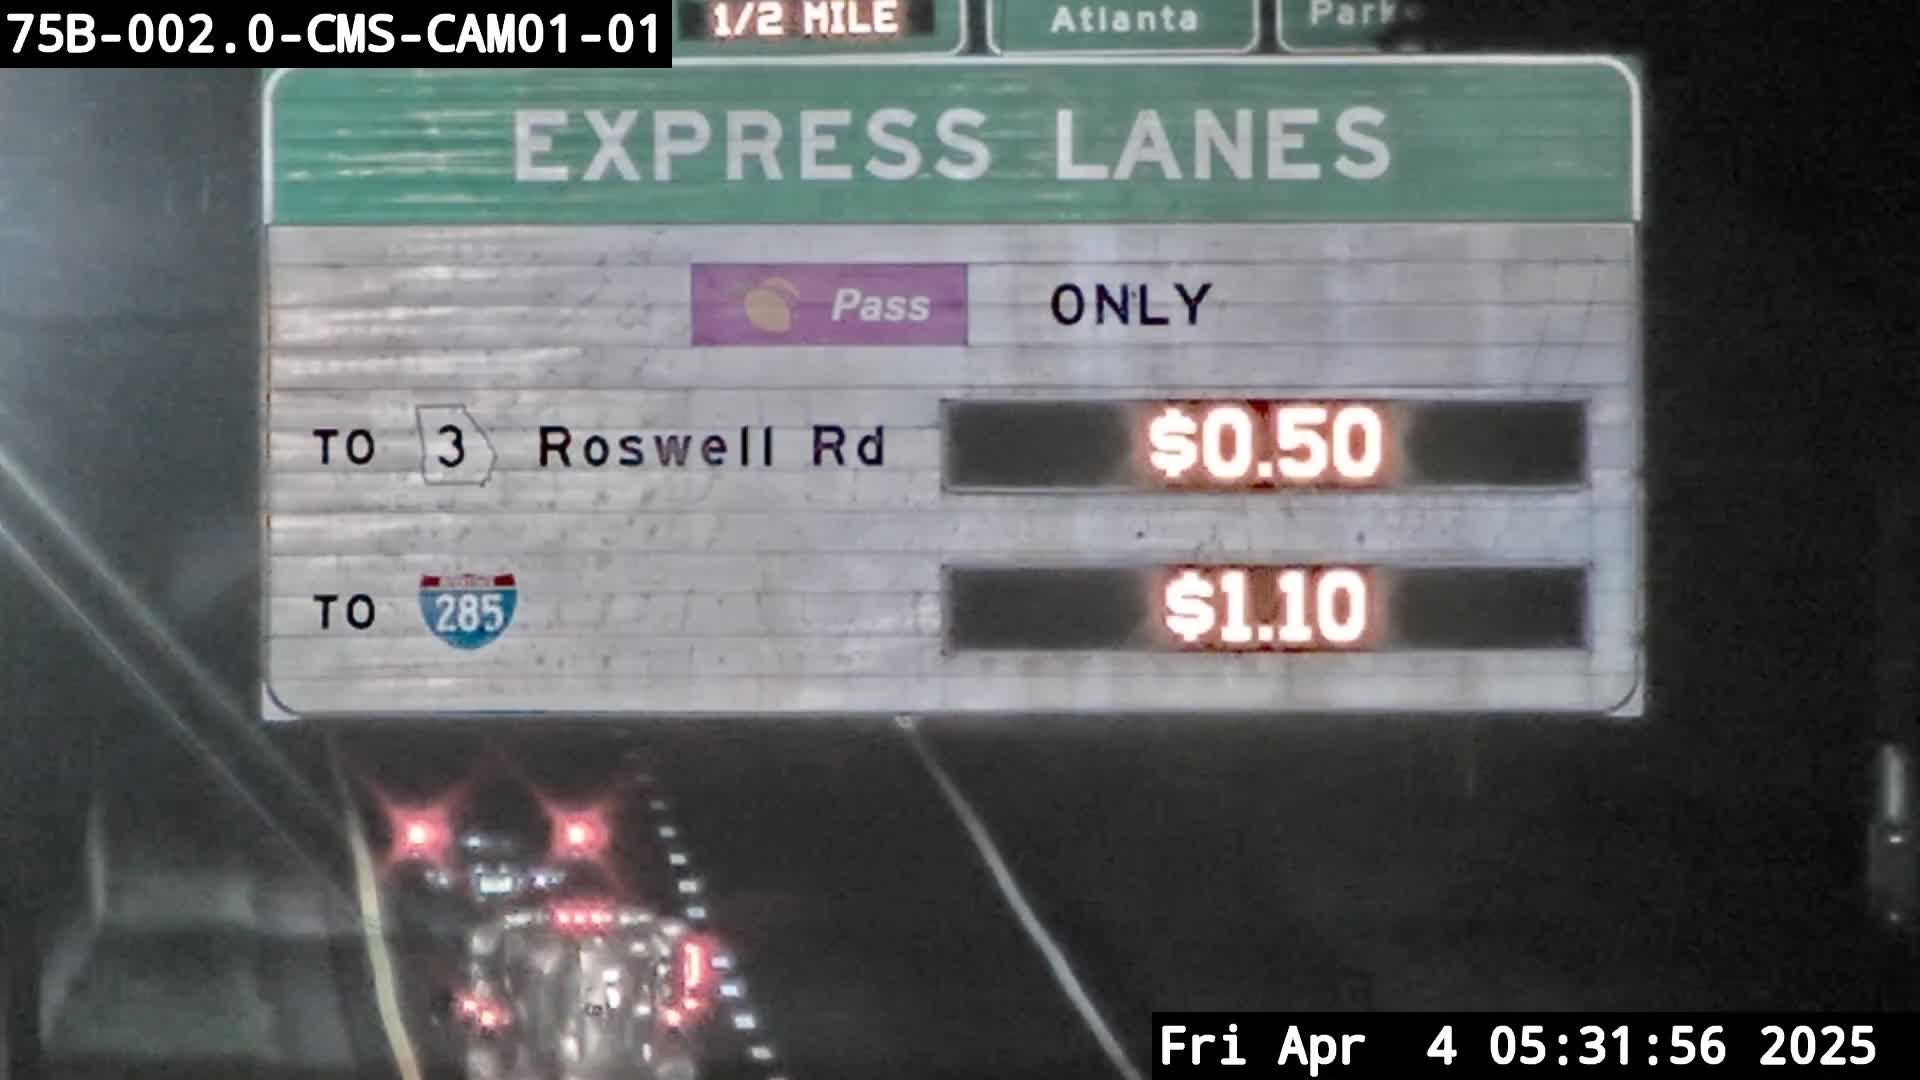 75B-002.0-CMS-CAM01-01
1/2 MILE
Atlanta
EXPRESS LANES
Pass ONLY
TO 3 Roswell Rd $0.50
TO 285 $1.10
Fri Apr 4 05:31:56 2025